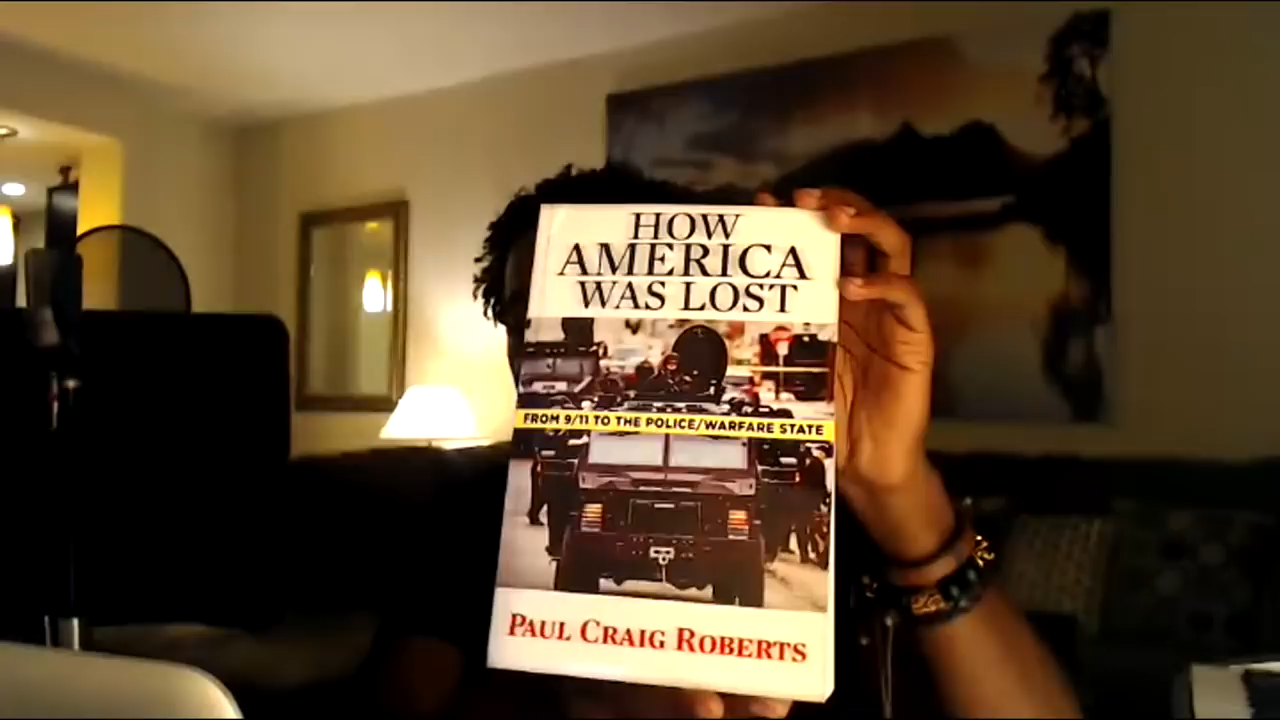 HOW
AMERICA
WAS LOST
FROM 9/11 TO THE POLICE/WARFARE STATE
PAUL CRAIG ROBERTS